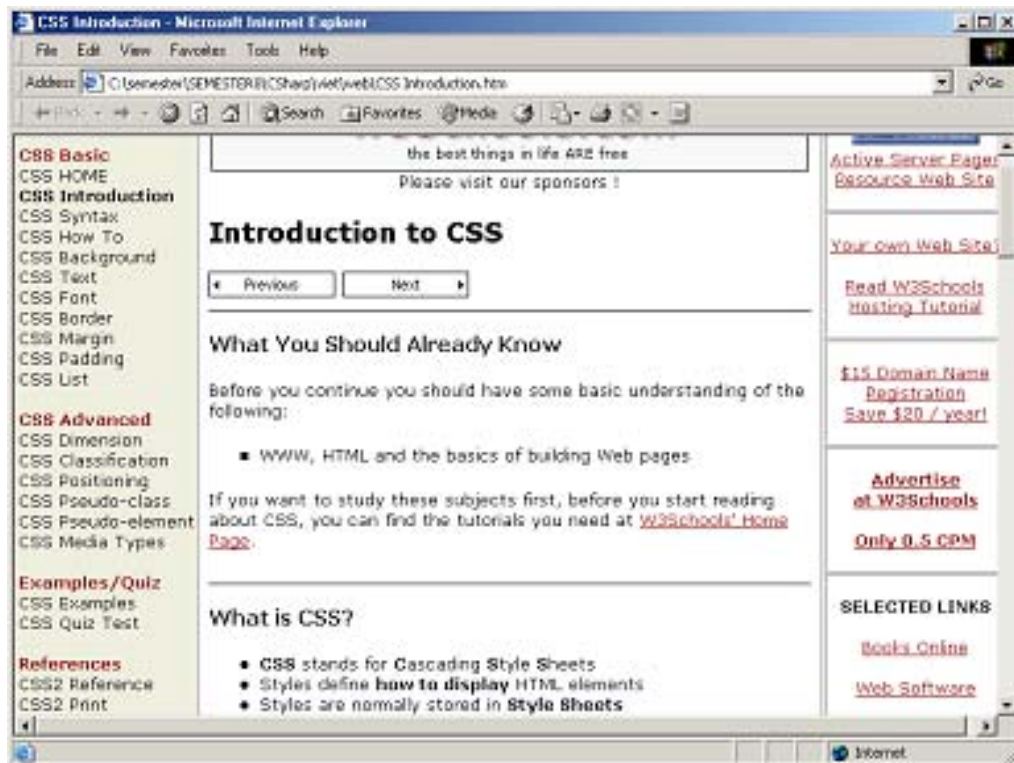 CSS Introduction - Microsoft Internet Explorer
File Edit View Favorites Tools Help
Address C:\semester\SEMESTERIII\CSharp\viet\web\CSS Introduction.htm Go
Search Favorites Media
CSS Basic
CSS HOME
CSS Introduction
CSS Syntax
CSS How To
CSS Background
CSS Text
CSS Font
CSS Border
CSS Margin
CSS Padding
CSS List
CSS Advanced
CSS Dimension
CSS Classification
CSS Positioning
CSS Pseudo-class
CSS Pseudo-element
CSS Media Types
Examples/Quiz
CSS Examples
CSS Quiz Test
References
CSS2 Reference
CSS2 Print
the best things in life ARE free
Please visit our sponsors !
Introduction to CSS
Previous Next
What You Should Already Know
Before you continue you should have some basic understanding of the
following:
WWW, HTML and the basics of building Web pages
If you want to study these subjects first, before you start reading
about CSS, you can find the tutorials you need at W3Schools' Home
Page.
What is CSS?
CSS stands for Cascading Style Sheets
Styles define how to display HTML elements
Styles are normally stored in Style Sheets
Active Server Pages
Resource Web Site
Your own Web Site?
Read W3Schools
Hosting Tutorial
$15 Domain Name
Registration
Save $20 / year!
Advertise
at W3Schools
Only 0.5 CPM
SELECTED LINKS
Books Online
Web Software
Internet